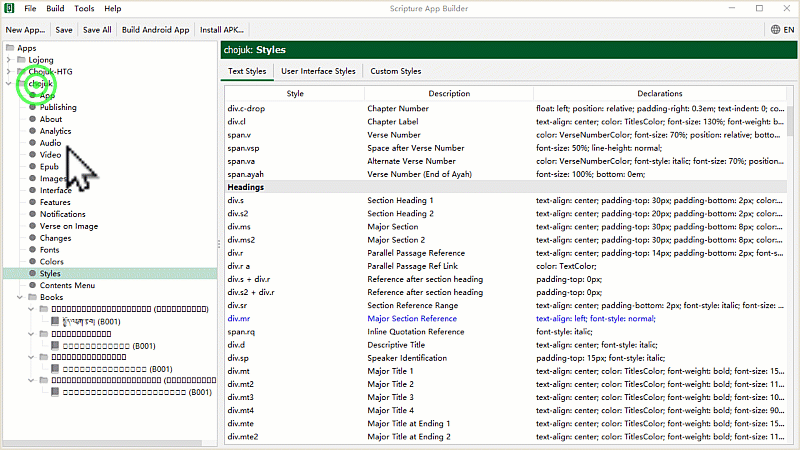 Scripture App Builder
File Build Tools Help
New App... Save Save All Build Android App Install APK... EN
Apps
Lojong
Chojuk-HTG
chojuk
App
Publishing
About
Analytics
Audio
Video
Epub
Images
Interface
Features
Notifications
Verse on Image
Changes
Fonts
Colors
Styles
Contents Menu
Books
(B001)
(B001)
(B001)
(B001)
chojuk: Styles
Text Styles User Interface Styles Custom Styles
Style Description Declarations
div.c-drop Chapter Number float: left; position: relative; padding-right: 0.3em; text-indent: 0; co...
div.cl Chapter Label text-align: center; color: TitlesColor; font-size: 130%; font-weight: b...
span.v Verse Number color: VerseNumberColor; font-size: 70%; position: relative; botto...
span.vsp Space after Verse Number font-size: 50%; line-height: normal;
span.va Alternate Verse Number color: VerseNumberColor; font-style: italic; font-size: 70%; position:...
span.ayah Verse Number (End of Ayah) font-size: 100%; bottom: 0em;
Headings
div.s Section Heading 1 text-align: center; padding-top: 30px; padding-bottom: 2px; color:...
div.s2 Section Heading 2 text-align: center; padding-top: 20px; padding-bottom: 2px; color:...
div.ms Major Section text-align: center; padding-top: 30px; padding-bottom: 8px; color:...
div.ms2 Major Section 2 text-align: center; padding-top: 30px; padding-bottom: 8px; color:...
div.r Parallel Passage Reference text-align: center; padding-top: 14px; padding-bottom: 2px; font-s...
div.r a Parallel Passage Ref Link color: TextColor;
div.s + div.r Reference after section heading padding-top: 0px;
div.s2 + div.r Reference after section heading padding-top: 0px;
div.sr Section Reference Range text-align: center; padding-bottom: 2px; font-style: italic; font-size: ...
div.mr Major Section Reference text-align: left; font-style: normal;
span.rq Inline Quotation Reference font-style: italic;
div.d Descriptive Title text-align: center; font-style: italic;
div.sp Speaker Identification padding-top: 15px; font-style: italic;
div.mt Major Title 1 text-align: center; color: TitlesColor; font-weight: bold; font-size: 15...
div.mt2 Major Title 2 text-align: center; color: TitlesColor; font-weight: bold; font-size: 11...
div.mt3 Major Title 3 text-align: center; color: TitlesColor; font-weight: bold; font-size: 10...
div.mt4 Major Title 4 text-align: center; color: TitlesColor; font-weight: bold; font-size: 90...
div.mte Major Title at Ending 1 text-align: center; color: TitlesColor; font-weight: bold; font-size: 15...
div.mte2 Major Title at Ending 2 text-align: center; color: TitlesColor; font-weight: bold; font-size: 11...